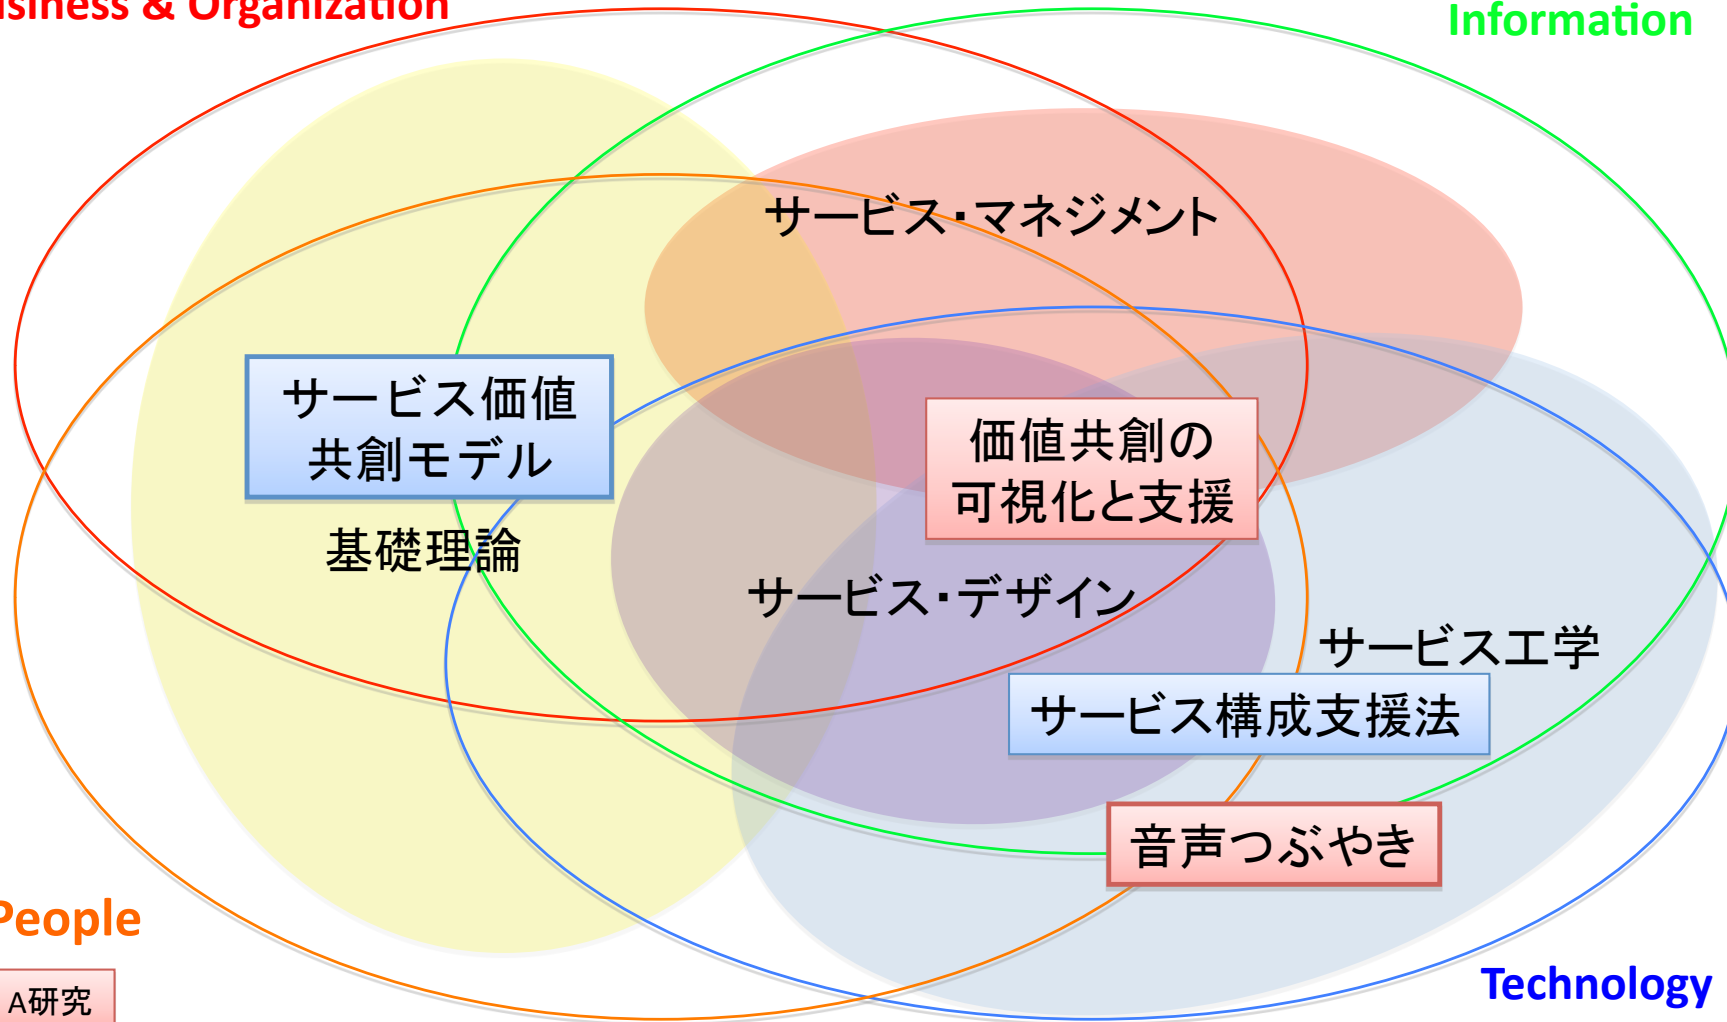 usiness & Organization
Information
サービス・マネジメント
サービス価値
共創モデル
価値共創の
可視化と支援
基礎理論
サービス・デザイン
サービス工学
サービス構成支援法
音声つぶやき
People
A研究
Technology